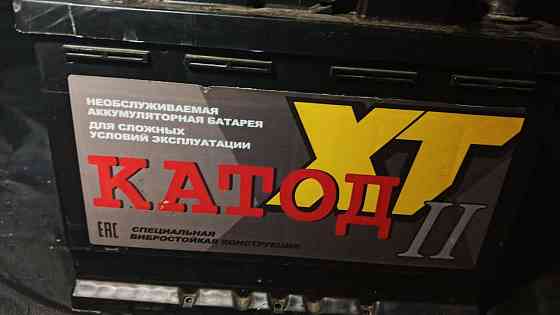 НЕОБСЛУЖИВАЕМАЯ
АККУМУЛЯТОРНАЯ БАТАРЕЯ
ДЛЯ СЛОЖНЫХ
УСЛОВИЙ ЭКСПЛУАТАЦИИ
XT
КАТОД
II
EAC
СПЕЦИАЛЬНАЯ
ВИБРОСТОЙКАЯ КОНСТРУКЦИЯ